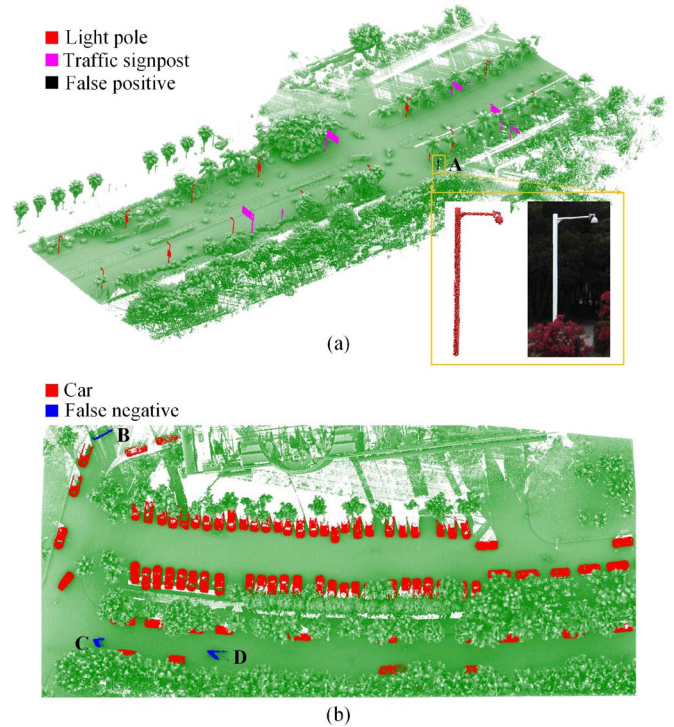 Light pole
Traffic signpost
False positive
A
(a)
Car
False negative
B
C
D
(b)